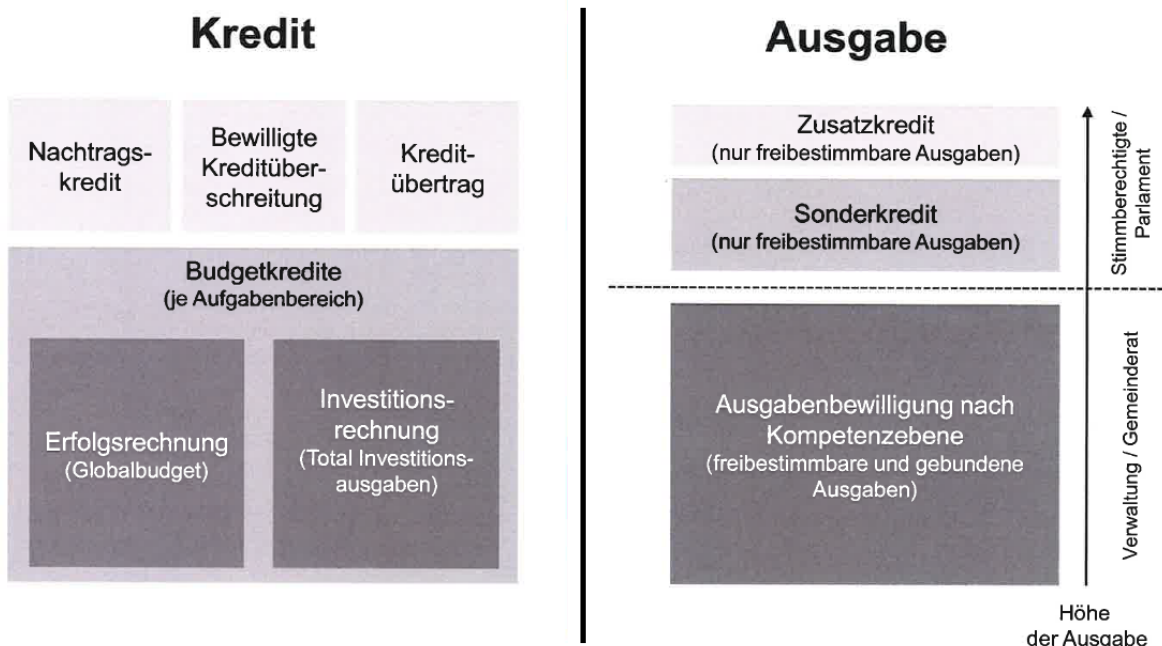 Kredit
Nachtrags-
kredit
Bewilligte
Kreditüber-
schreitung
Kredit-
übertrag
Budgetkredite
(je Aufgabenbereich)
Erfolgsrechnung
(Globalbudget)
Investitions-
rechnung
(Total Investitions-
ausgaben)
Ausgabe
Zusatzkredit
(nur freibestimmbare Ausgaben)
Sonderkredit
(nur freibestimmbare Ausgaben)
Ausgabenbewilligung nach
Kompetenzebene
(freibestimmbare und gebundene
Ausgaben)
Stimmberechtigte /
Parlament
Verwaltung / Gemeinderat
Höhe
der Ausgabe